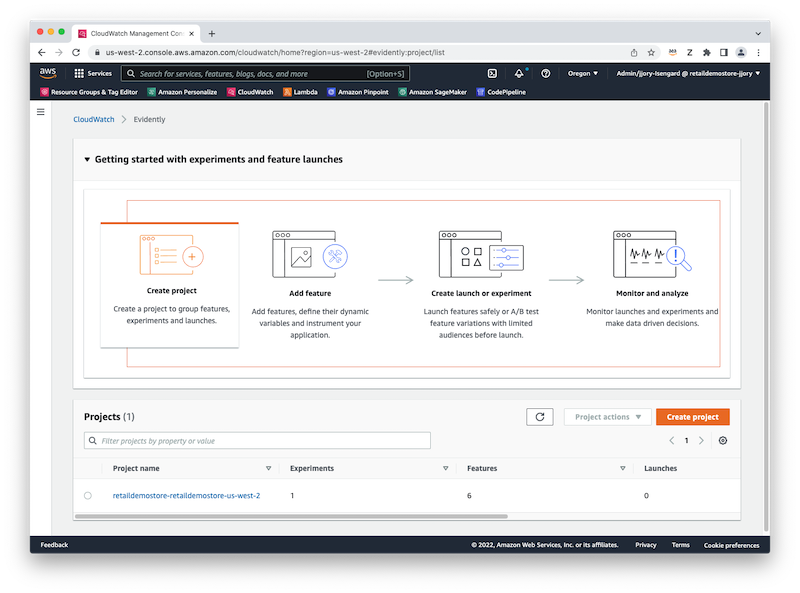 CloudWatch Management Con
us-west-2.console.aws.amazon.com/cloudwatch/home?region=us-west-2#evidently:project/list
aws
Services
Search for services, features, blogs, docs, and more
[Option+S]
Oregon
Admin/jjory-Isengard @ retaildemostore-jjory
Resource Groups & Tag Editor
Amazon Personalize
CloudWatch
Lambda
Amazon Pinpoint
Amazon SageMaker
CodePipeline
CloudWatch
Evidently
Getting started with experiments and feature launches
Create project
Create a project to group features,
experiments and launches.
Add feature
Add features, define their dynamic
variables and instrument your
application.
Create launch or experiment
Launch features safely or A/B test
feature variations with limited
audiences before launch.
Monitor and analyze
Monitor launches and experiments and
make data driven decisions.
Projects (1)
Project actions
Create project
Filter projects by property or value
1
Project name
Experiments
Features
Launches
retaildemostore-retaildemostore-us-west-2
1
6
0
Feedback
© 2022, Amazon Web Services, Inc. or its affiliates.
Privacy
Terms
Cookie preferences